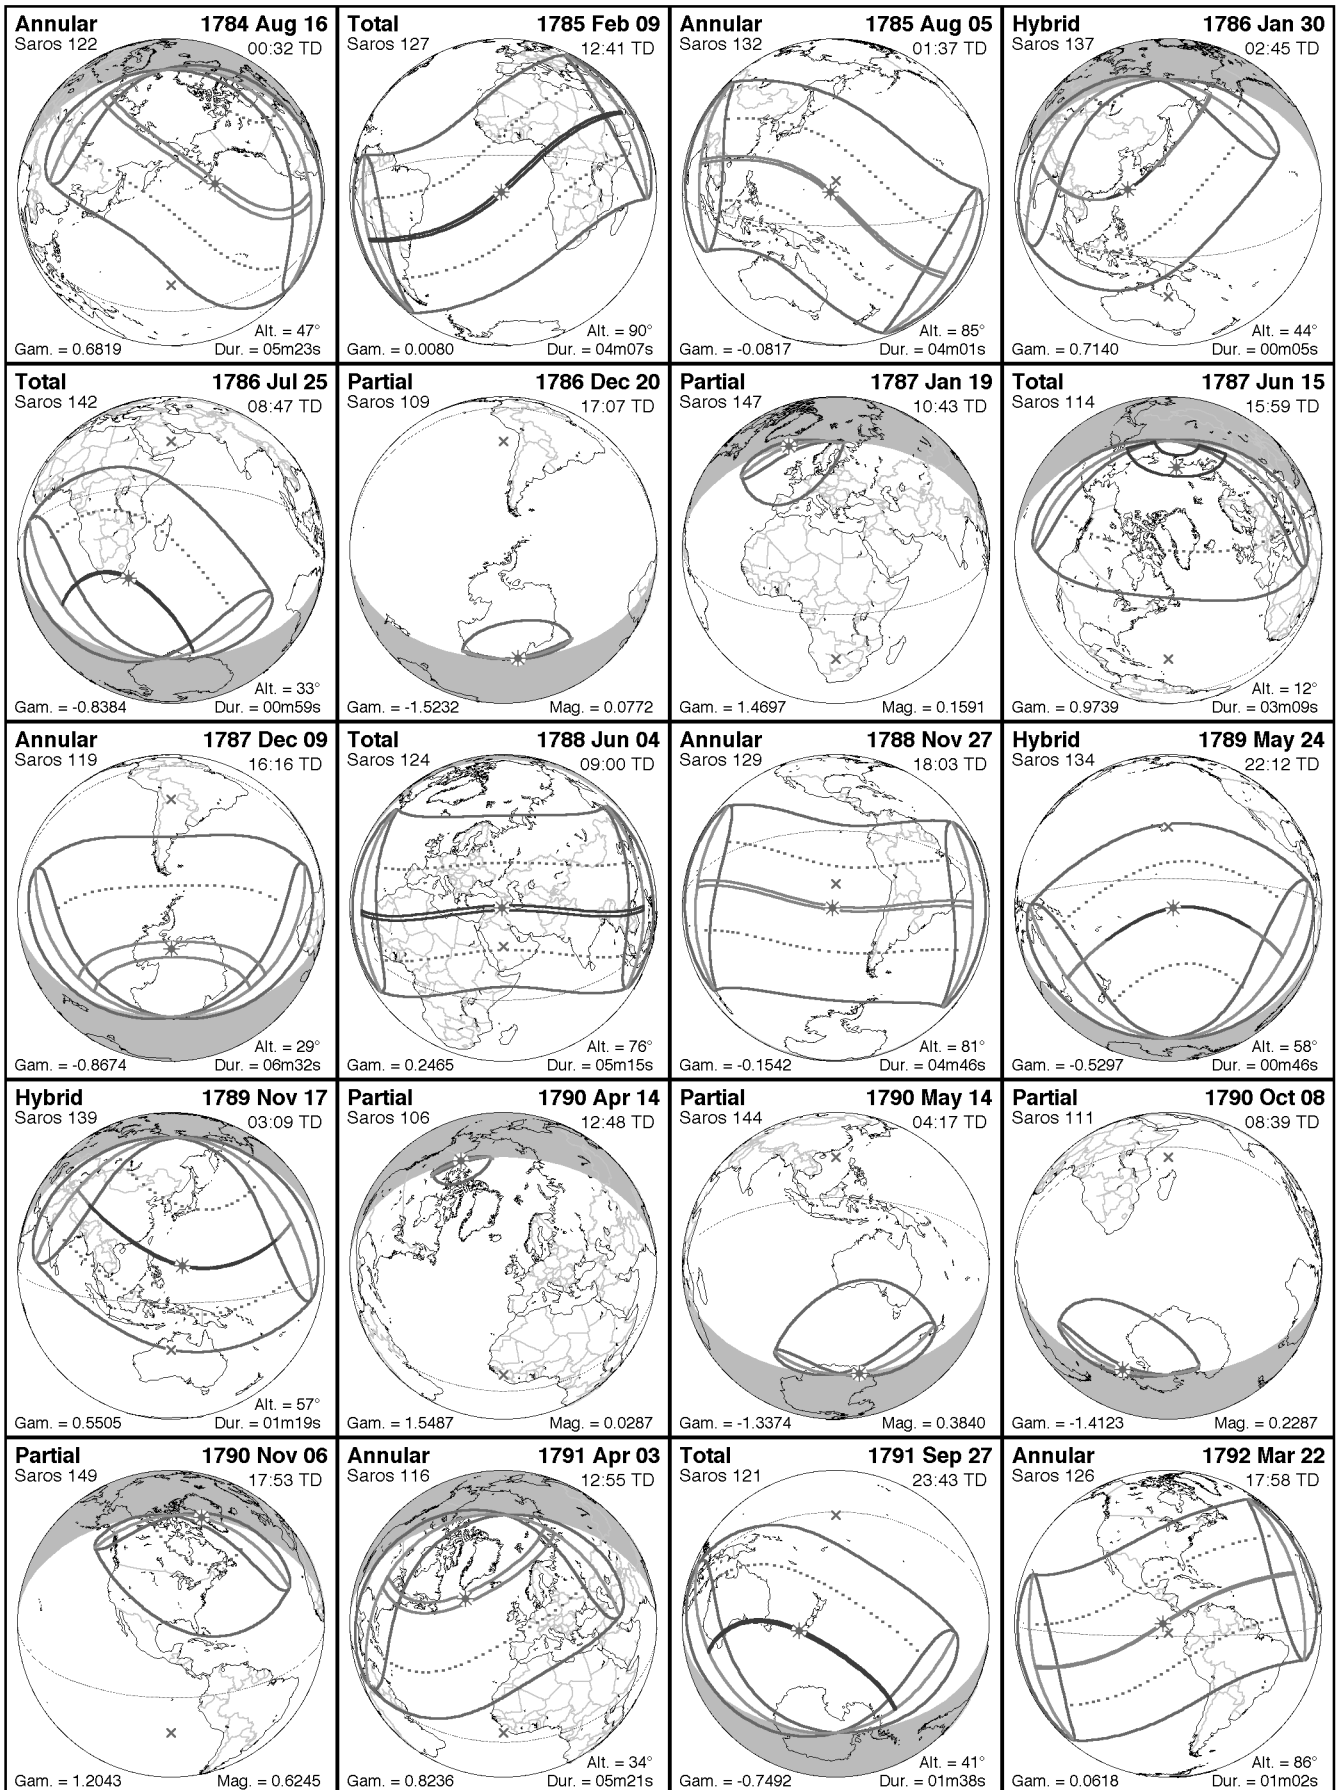 Annular 1784 Aug 16
Saros 122 00:32 TD
Alt. = 47°
Gam. = 0.6819 Dur. = 05m23s
Total 1785 Feb 09
Saros 127 12:41 TD
Alt. = 90°
Gam. = 0.0080 Dur. = 04m07s
Annular 1785 Aug 05
Saros 132 01:37 TD
Alt. = 85°
Gam. = -0.0817 Dur. = 04m01s
Hybrid 1786 Jan 30
Saros 137 02:45 TD
Alt. = 44°
Gam. = 0.7140 Dur. = 00m05s
Total 1786 Jul 25
Saros 142 08:47 TD
Alt. = 33°
Gam. = -0.8384 Dur. = 00m59s
Partial 1786 Dec 20
Saros 109 17:07 TD
Gam. = -1.5232 Mag. = 0.0772
Partial 1787 Jan 19
Saros 147 10:43 TD
Gam. = 1.4697 Mag. = 0.1591
Total 1787 Jun 15
Saros 114 15:59 TD
Alt. = 12°
Gam. = 0.9739 Dur. = 03m09s
Annular 1787 Dec 09
Saros 119 16:16 TD
Alt. = 29°
Gam. = -0.8674 Dur. = 06m32s
Total 1788 Jun 04
Saros 124 09:00 TD
Alt. = 76°
Gam. = 0.2465 Dur. = 05m15s
Annular 1788 Nov 27
Saros 129 18:03 TD
Alt. = 81°
Gam. = -0.1542 Dur. = 04m46s
Hybrid 1789 May 24
Saros 134 22:12 TD
Alt. = 58°
Gam. = -0.5297 Dur. = 00m46s
Hybrid 1789 Nov 17
Saros 139 03:09 TD
Alt. = 57°
Gam. = 0.5505 Dur. = 01m19s
Partial 1790 Apr 14
Saros 106 12:48 TD
Gam. = 1.5487 Mag. = 0.0287
Partial 1790 May 14
Saros 144 04:17 TD
Gam. = -1.3374 Mag. = 0.3840
Partial 1790 Oct 08
Saros 111 08:39 TD
Gam. = -1.4123 Mag. = 0.2287
Partial 1790 Nov 06
Saros 149 17:53 TD
Gam. = 1.2043 Mag. = 0.6245
Annular 1791 Apr 03
Saros 116 12:55 TD
Alt. = 34°
Gam. = 0.8236 Dur. = 05m21s
Total 1791 Sep 27
Saros 121 23:43 TD
Alt. = 41°
Gam. = -0.7492 Dur. = 01m38s
Annular 1792 Mar 22
Saros 126 17:58 TD
Alt. = 86°
Gam. = 0.0618 Dur. = 01m02s